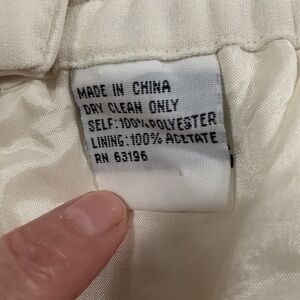 MADE IN CHINA
DRY CLEAN ONLY
SELF:100%POLYESTER
LINING:100% ACETATE
RN 63196